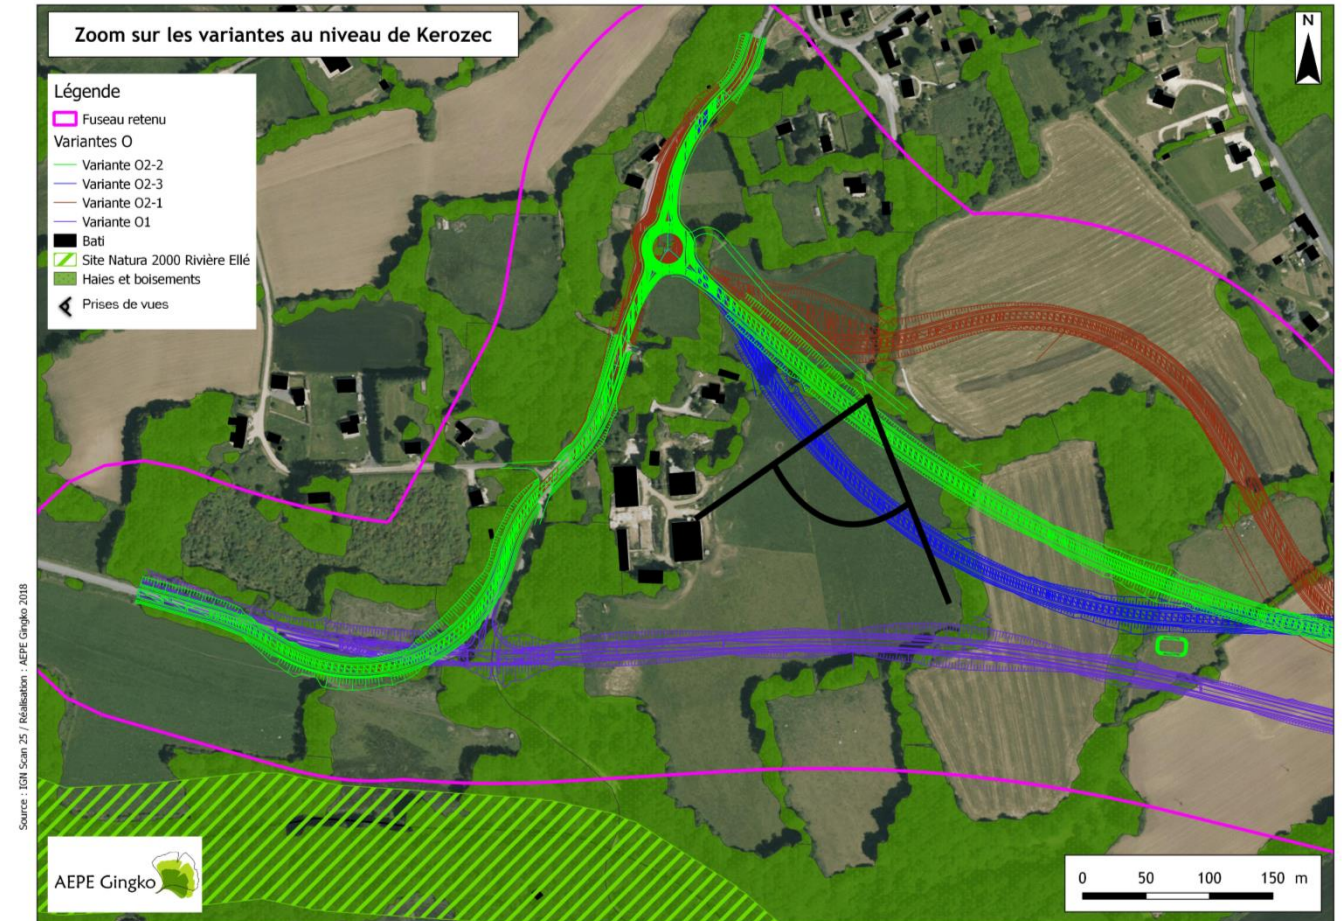 Zoom sur les variantes au niveau de Kerozec
N
Légende
Fuseau retenu
Variantes O
Variante O2-2
Variante O2-3
Variante O2-1
Variante O1
Bati
Site Natura 2000 Rivière Ellé
Haies et boisements
Prises de vues
Source : IGN Scan 25 / Réalisation : AEPE Gingko 2018
AEPE Gingko
0 50 100 150 m